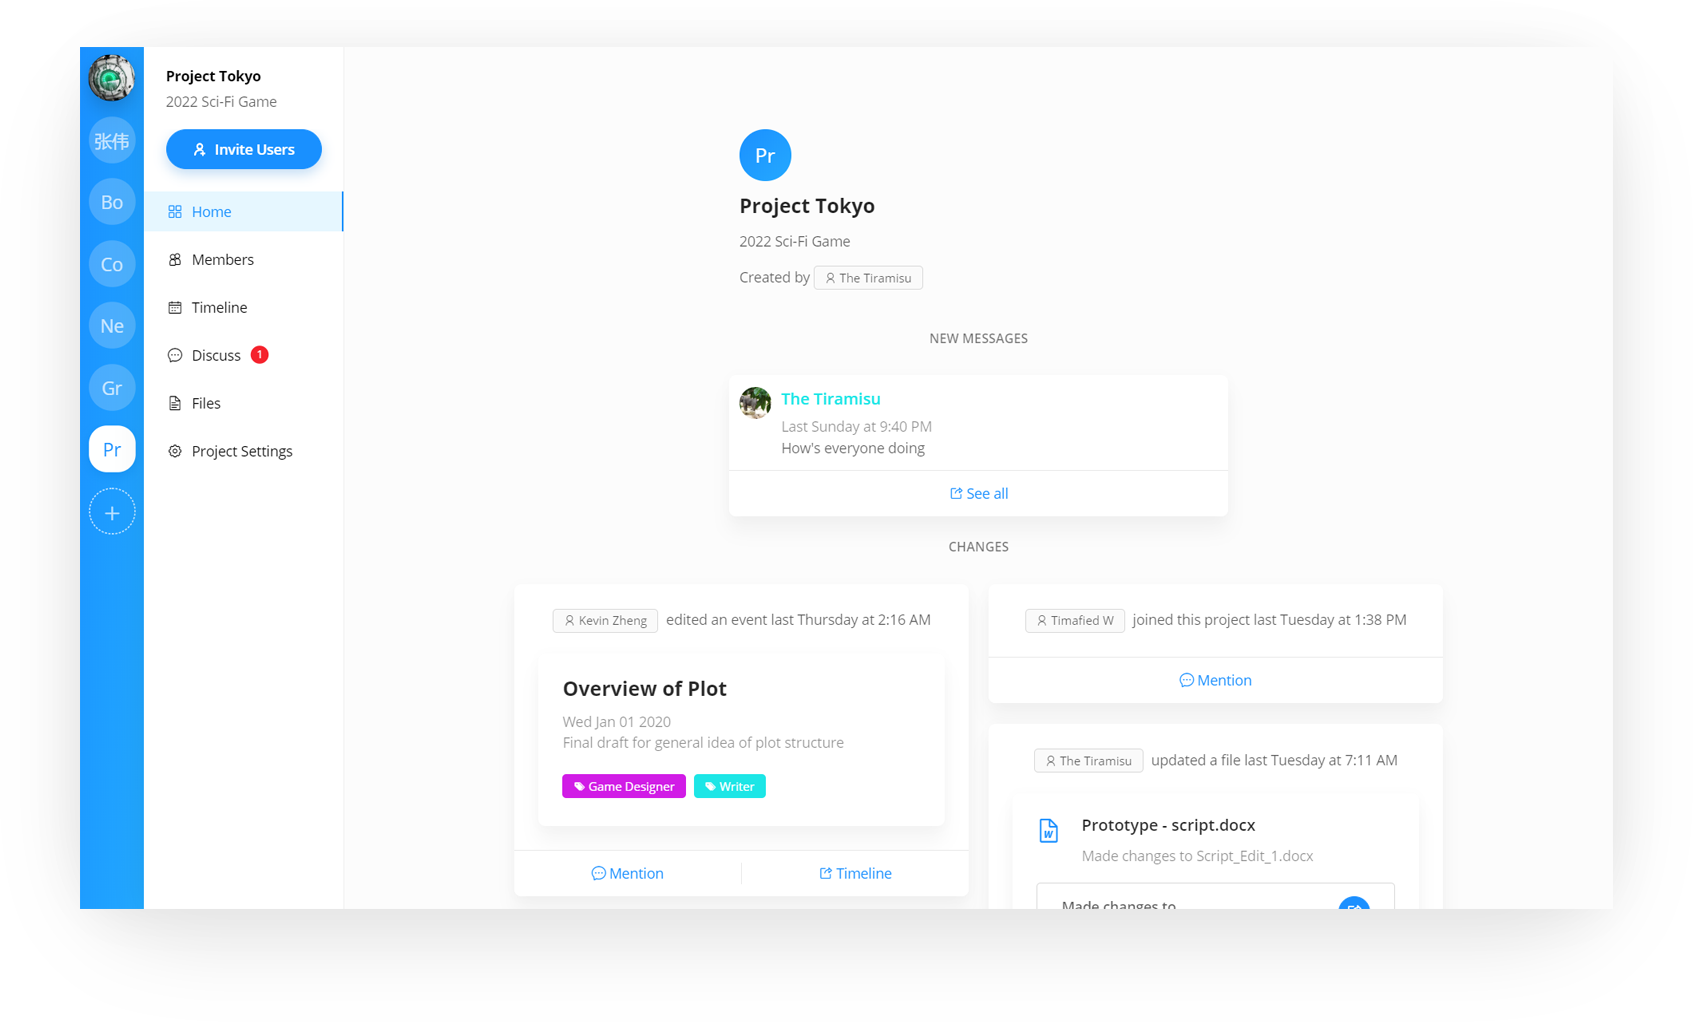 张伟
Bo
Co
Ne
Gr
Pr
Project Tokyo
2022 Sci-Fi Game
Invite Users
Home
Members
Timeline
Discuss 1
Files
Project Settings
Pr
Project Tokyo
2022 Sci-Fi Game
Created by The Tiramisu
NEW MESSAGES
The Tiramisu
Last Sunday at 9:40 PM
How's everyone doing
See all
CHANGES
Kevin Zheng edited an event last Thursday at 2:16 AM
Overview of Plot
Wed Jan 01 2020
Final draft for general idea of plot structure
Game Designer Writer
Mention Timeline
Timafied W joined this project last Tuesday at 1:38 PM
Mention
The Tiramisu updated a file last Tuesday at 7:11 AM
W
Prototype - script.docx
Made changes to Script_Edit_1.docx
Made changes to